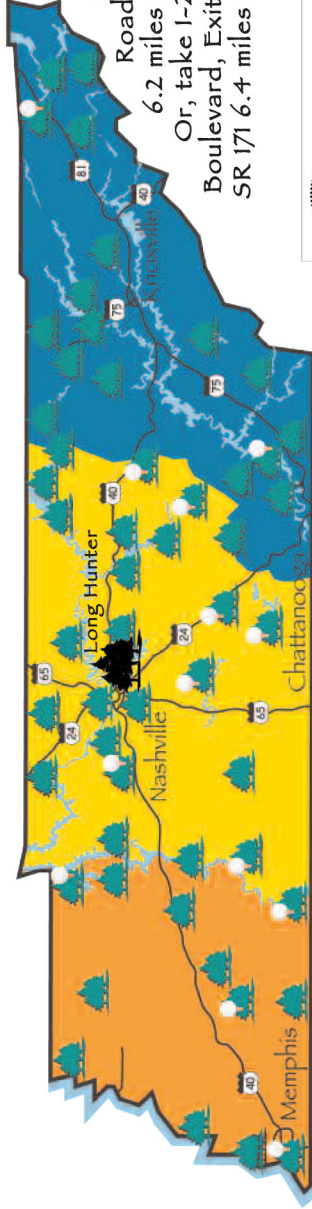 Road
6.2 miles
Or, take I-2
Boulevard, Exit
SR 171 6.4 miles
81
40
75
Knoxville
75
40
Long Hunter
65
24
24
Nashville
65
Chattanooga
40
Memphis